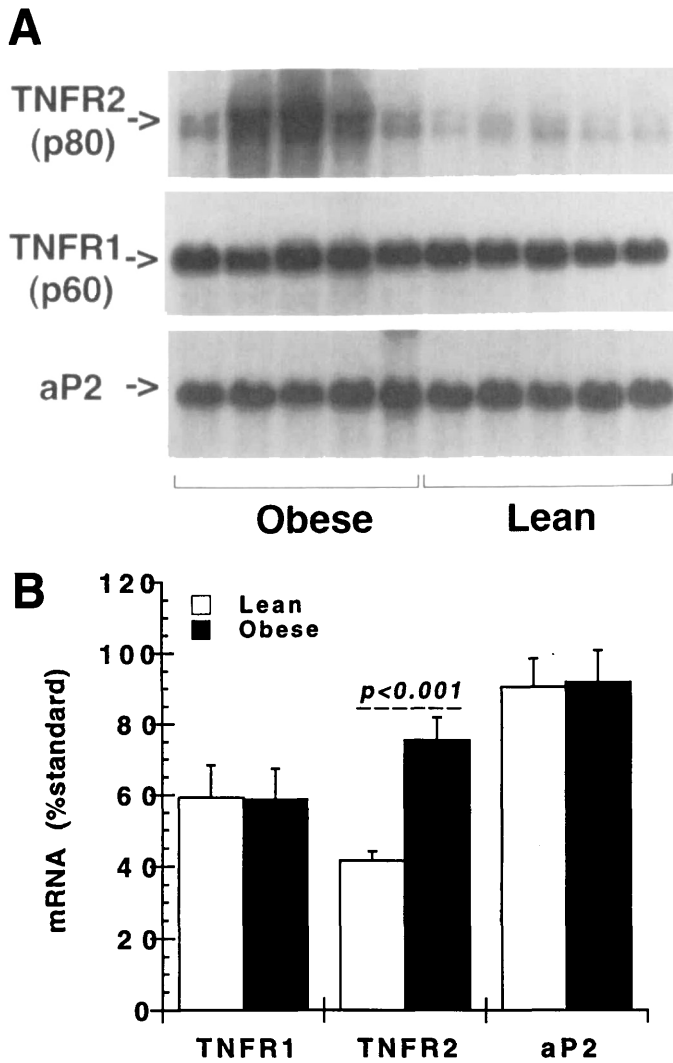 A
TNFR2 ->
(p80)
TNFR1 ->
(p60)
aP2 ->
Obese Lean
B
120
100
80
60
40
20
0
mRNA (%standard)
Lean
Obese
p<0.001
TNFR1 TNFR2 aP2